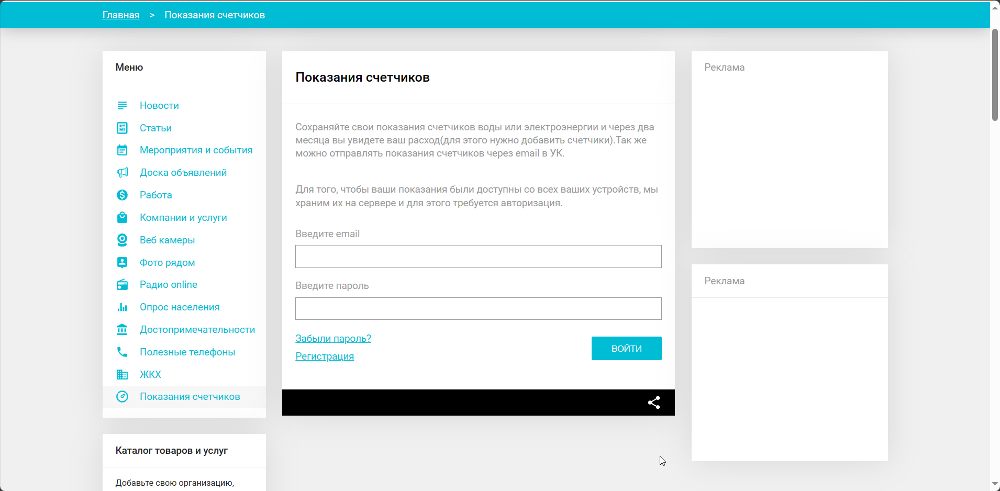 Главная > Показания счетчиков
Меню
Новости
Статьи
Мероприятия и события
Доска объявлений
Работа
Компании и услуги
Веб камеры
Фото рядом
Радио online
Опрос населения
Достопримечательности
Полезные телефоны
ЖКХ
Показания счетчиков
Каталог товаров и услуг
Добавьте свою организацию,
Показания счетчиков
Сохраняйте свои показания счетчиков воды или электроэнергии и через два
месяца вы увидете ваш расход(для этого нужно добавить счетчики).Так же
можно отправлять показания счетчиков через email в УК.
Для того, чтобы ваши показания были доступны со всех ваших устройств, мы
храним их на сервере и для этого требуется авторизация.
Введите email
Введите пароль
Забыли пароль?
Регистрация
ВОЙТИ
Реклама
Реклама